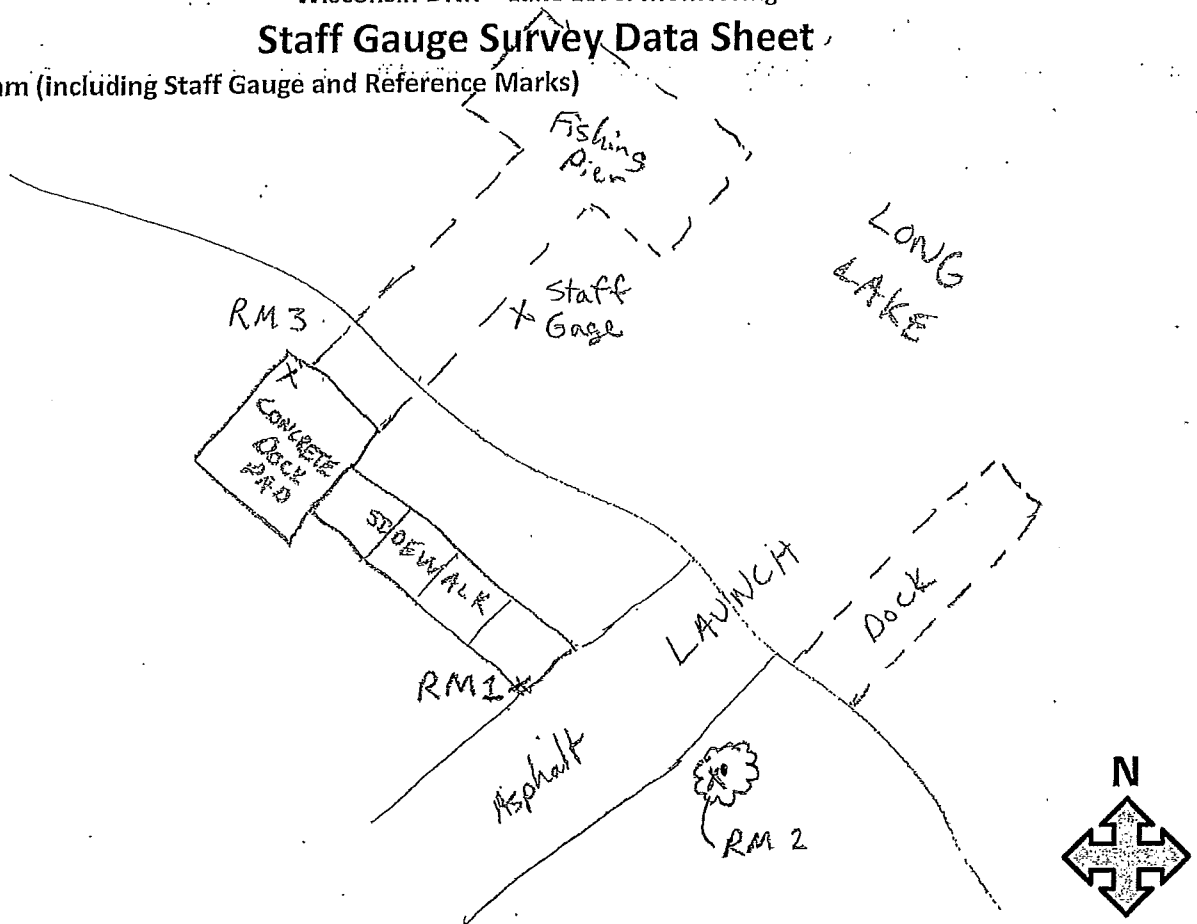 Staff Gauge Survey Data Sheet
(including Staff Gauge and Reference Marks)
Fishing
Pier
LONG
LAKE
Staff
Gage
RM 3
X
X
CONCRETE
DOCK
PAD
SIDEWALK
LAUNCH
Dock
RM1
Asphalt
RM 2
N